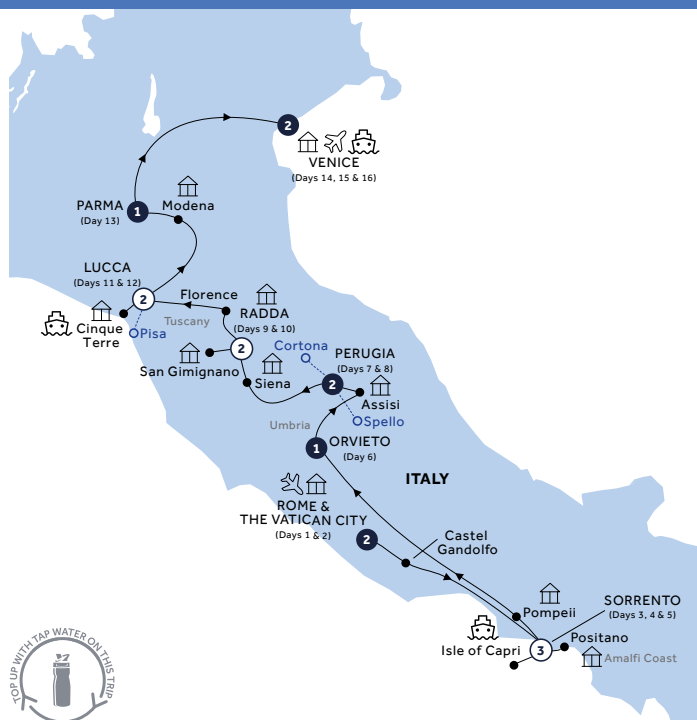 2
VENICE
(Days 14, 15 & 16)
PARMA
(Day 13)
1
Modena
LUCCA
(Days 11 & 12)
2
Cinque
Terre
Pisa
Florence
Tuscany
RADDA
(Days 9 & 10)
2
San Gimignano
Siena
Cortona
PERUGIA
(Days 7 & 8)
2
Assisi
Spello
Umbria
1
ORVIETO
(Day 6)
ITALY
ROME &
THE VATICAN CITY
(Days 1 & 2)
2
Castel
Gandolfo
Pompeii
SORRENTO
(Days 3, 4 & 5)
Isle of Capri
3
Positano
Amalfi Coast
TOP UP WITH TAP WATER ON THIS TRIP